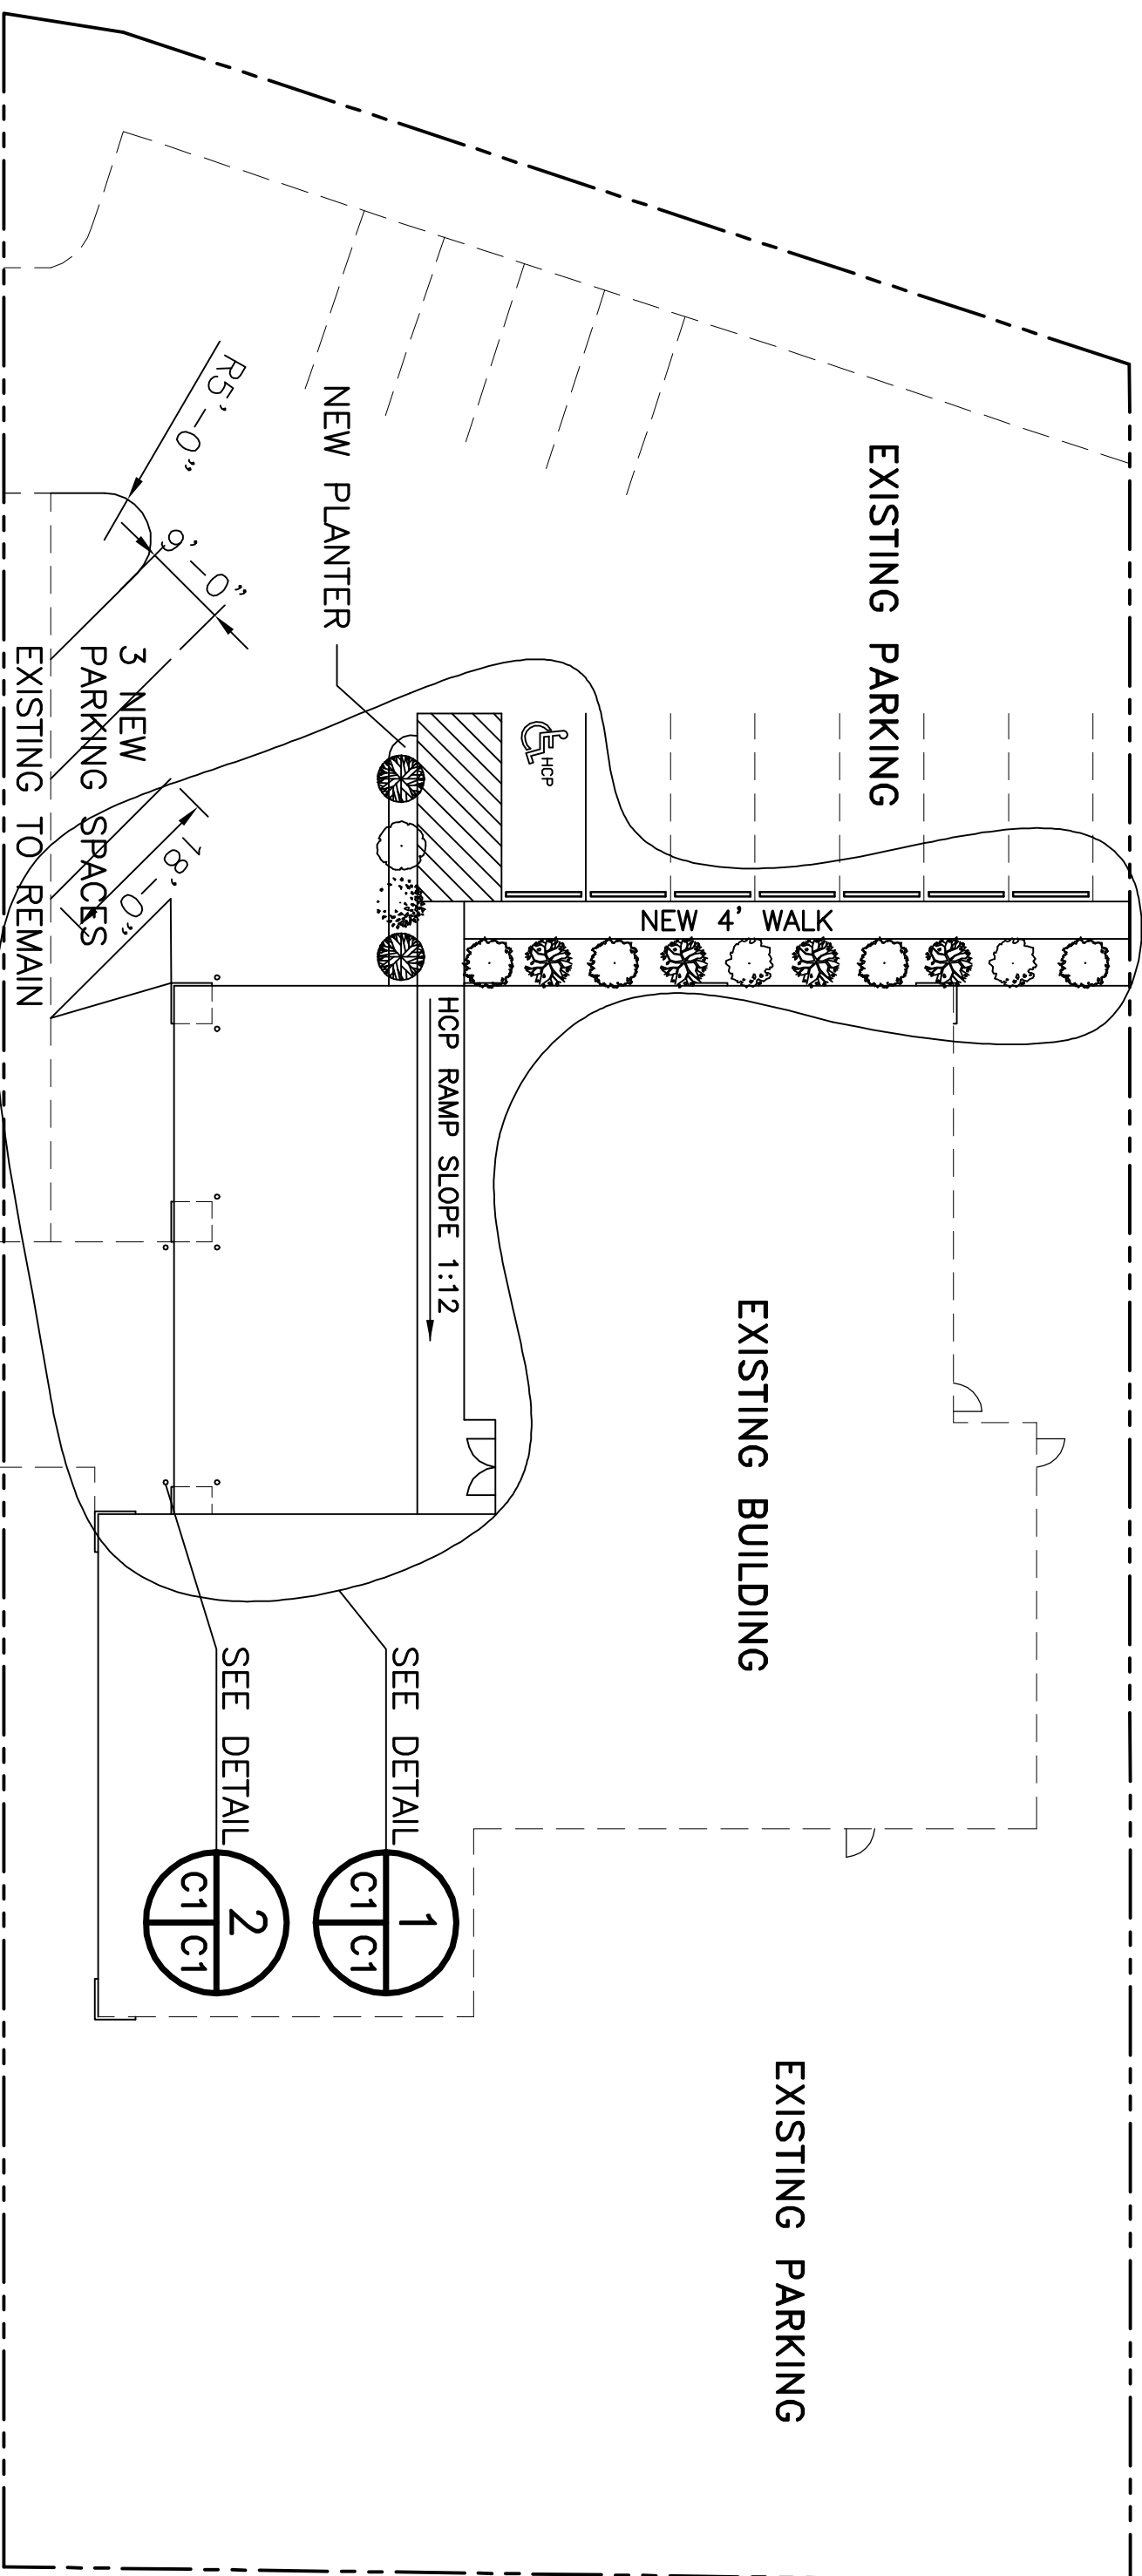 EXISTING PARKING
R5'-0"
9'-0"
NEW PLANTER
3 NEW
PARKING SPACES
EXISTING TO REMAIN
18'-0"
HCP
NEW 4' WALK
HCP RAMP SLOPE 1:12
EXISTING BUILDING
SEE DETAIL
1
C1
C1
SEE DETAIL
2
C1
C1
EXISTING PARKING